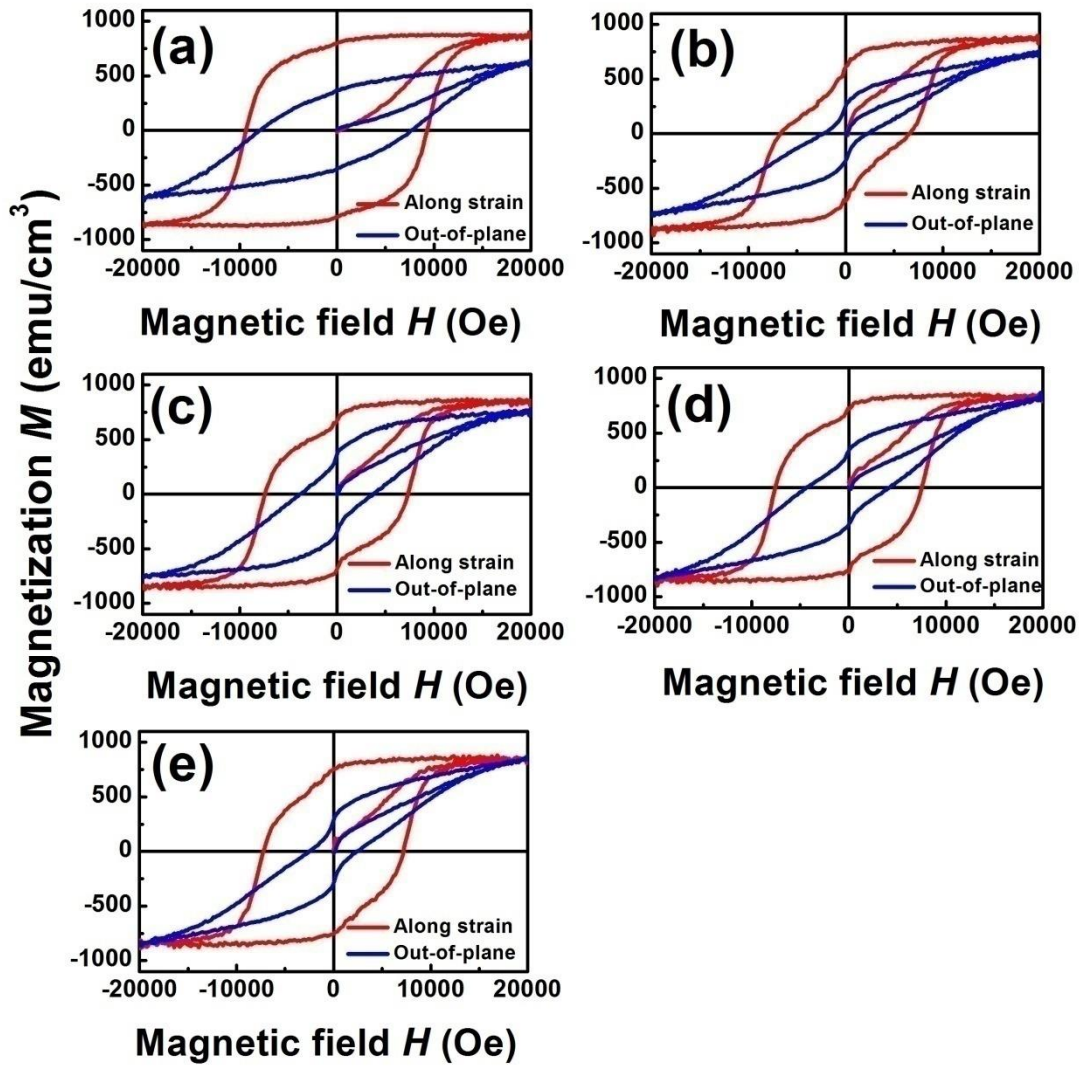 Magnetization M (emu/cm³)
(a)
1000
500
0
-500
-1000
Along strain
Out-of-plane
-20000 -10000 0 10000 20000
Magnetic field H (Oe)
(b)
1000
500
0
-500
-1000
Along strain
Out-of-plane
-20000 -10000 0 10000 20000
Magnetic field H (Oe)
(c)
1000
500
0
-500
-1000
Along strain
Out-of-plane
-20000 -10000 0 10000 20000
Magnetic field H (Oe)
(d)
1000
500
0
-500
-1000
Along strain
Out-of-plane
-20000 -10000 0 10000 20000
Magnetic field H (Oe)
(e)
1000
500
0
-500
-1000
Along strain
Out-of-plane
-20000 -10000 0 10000 20000
Magnetic field H (Oe)